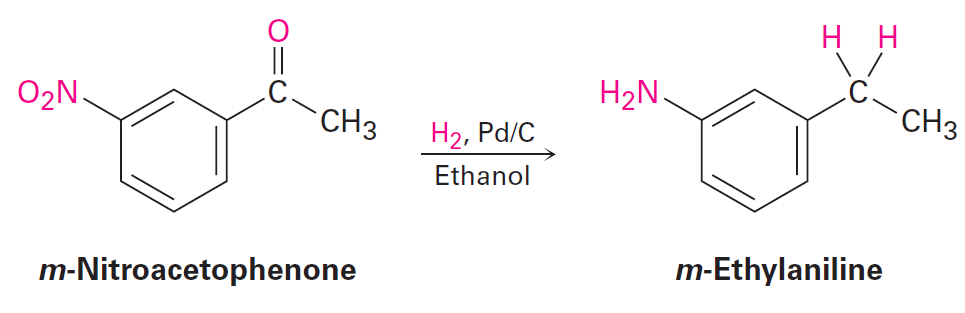 O
O₂N
C
CH₃
H₂, Pd/C
Ethanol
H H
H₂N
C
CH₃
m-Nitroacetophenone
m-Ethylaniline